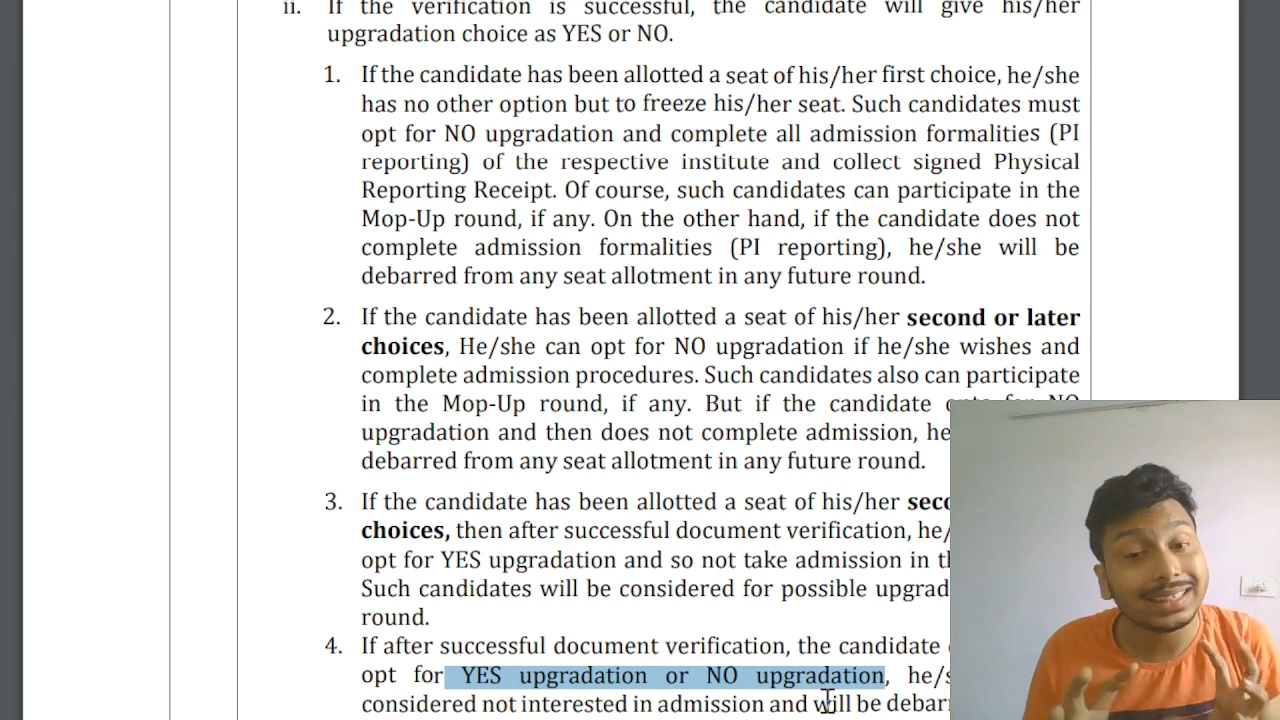 ii. If the verification is successful, the candidate will give his/her
upgradation choice as YES or NO.
1. If the candidate has been allotted a seat of his/her first choice, he/she
has no other option but to freeze his/her seat. Such candidates must
opt for NO upgradation and complete all admission formalities (PI
reporting) of the respective institute and collect signed Physical
Reporting Receipt. Of course, such candidates can participate in the
Mop-Up round, if any. On the other hand, if the candidate does not
complete admission formalities (PI reporting), he/she will be
debarred from any seat allotment in any future round.
2. If the candidate has been allotted a seat of his/her second or later
choices, He/she can opt for NO upgradation if he/she wishes and
complete admission procedures. Such candidates also can participate
in the Mop-Up round, if any. But if the candidate opts for NO
upgradation and then does not complete admission, he
debarred from any seat allotment in any future round.
3. If the candidate has been allotted a seat of his/her
choices, then after successful document verification,
opt for YES upgradation and so not take admission in
Such candidates will be considered for possible
round.
4. If after successful document verification, the candidate
opt for YES upgradation or NO upgradation,
considered not interested in admission and will be